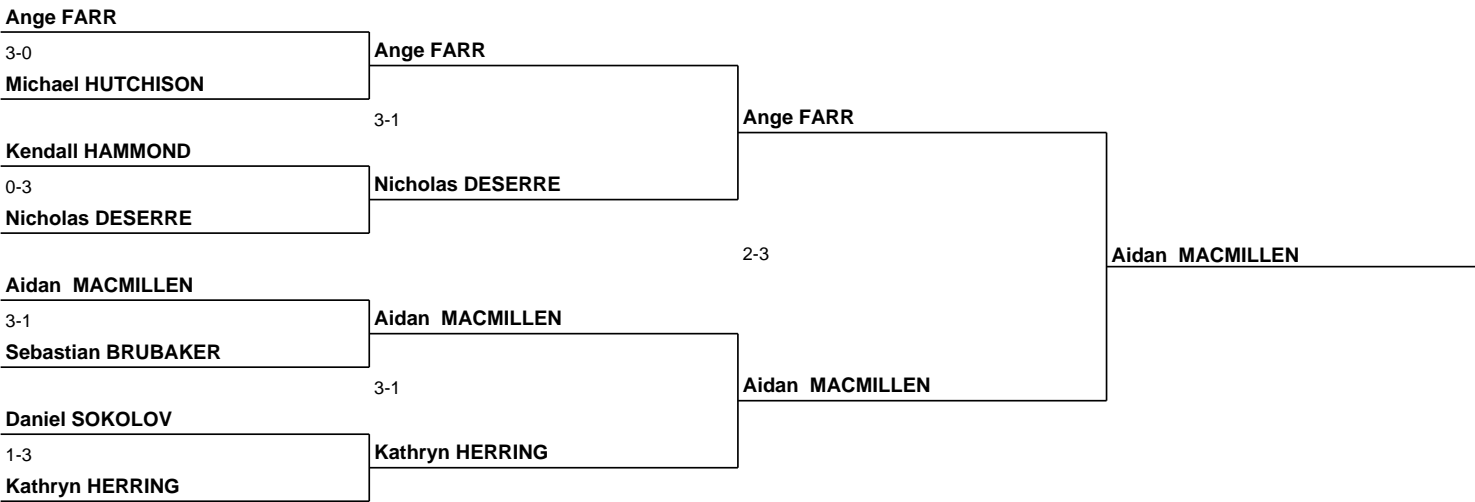 Ange FARR
3-0
Michael HUTCHISON
Kendall HAMMOND
0-3
Nicholas DESERRE
Aidan  MACMILLEN
3-1
Sebastian BRUBAKER
Daniel SOKOLOV
1-3
Kathryn HERRING
Ange FARR
3-1
Nicholas DESERRE
Aidan  MACMILLEN
3-1
Kathryn HERRING
Ange FARR
2-3
Aidan  MACMILLEN
Aidan  MACMILLEN